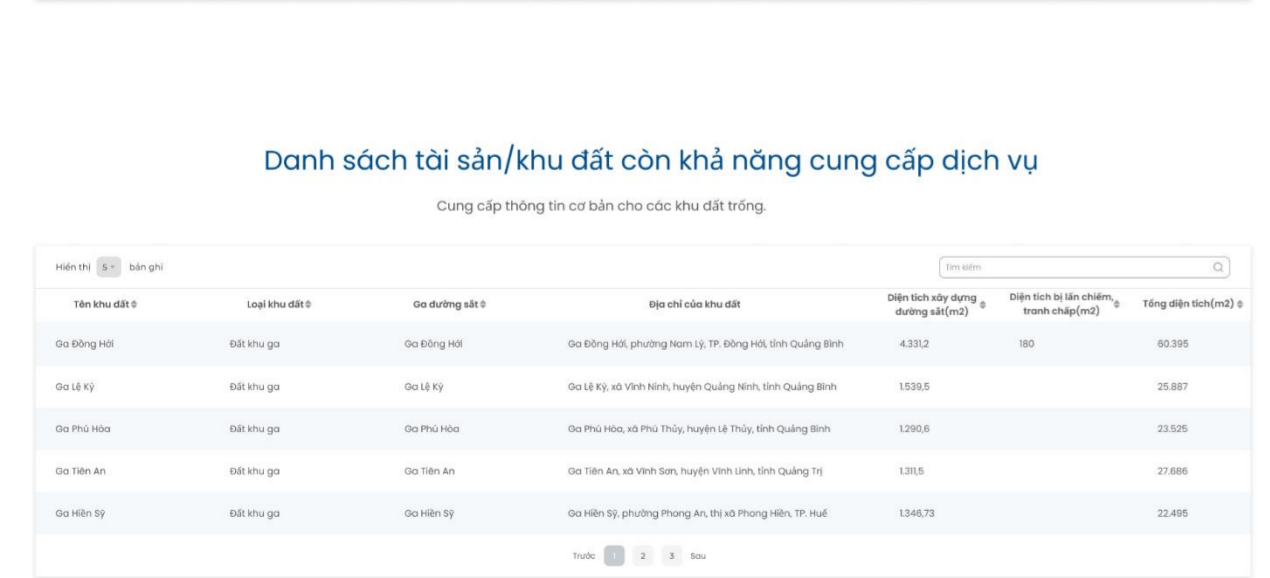 Danh sách tài sản/khu đất còn khả năng cung cấp dịch vụ
Cung cấp thông tin cơ bản cho các khu đất trống.
Hiển thị 5 bản ghi
Tìm kiếm
Tên khu đất Loại khu đất Ga đường sắt Địa chỉ của khu đất Diện tích xây dựng đường sắt(m2) Diện tích bị lấn chiếm, tranh chấp(m2) Tổng diện tích(m2)
Ga Đồng Hới Đất khu ga Ga Đồng Hới Ga Đồng Hới, phường Nam Lý, TP. Đồng Hới, tỉnh Quảng Bình 4.331,2 180 60.395
Ga Lệ Kỳ Đất khu ga Ga Lệ Kỳ Ga Lệ Kỳ, xã Vĩnh Ninh, huyện Quảng Ninh, tỉnh Quảng Bình 1.539,5 25.887
Ga Phú Hòa Đất khu ga Ga Phú Hòa Ga Phú Hòa, xã Phú Thủy, huyện Lệ Thủy, tỉnh Quảng Bình 1.290,6 23.525
Ga Tiên An Đất khu ga Ga Tiên An Ga Tiên An, xã Vĩnh Sơn, huyện Vĩnh Linh, tỉnh Quảng Trị 1.311,5 27.686
Ga Hiền Sỹ Đất khu ga Ga Hiền Sỹ Ga Hiền Sỹ, phường Phong An, thị xã Phong Hiền, TP. Huế 1.346,73 22.495
Trước 1 2 3 Sau